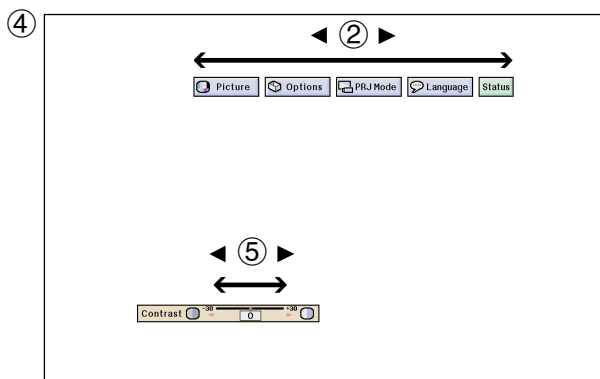 ④
◄ ② ►
Picture Options PRJ Mode Language Status
◄ ⑤ ►
Contrast -30 0 +30